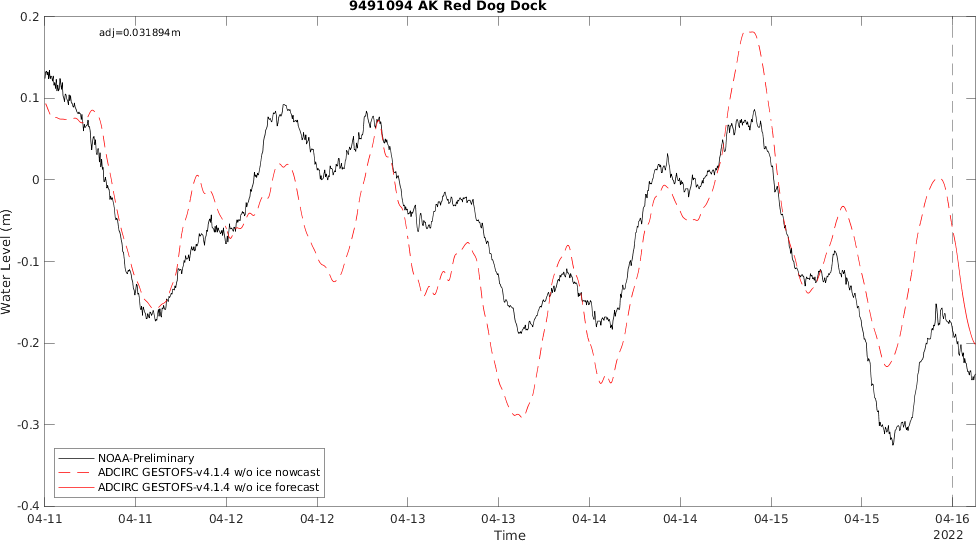 9491094 AK Red Dog Dock
adj=0.031894m
0.2
0.1
0
-0.1
-0.2
-0.3
-0.4
Water Level (m)
NOAA-Preliminary
ADCIRC GESTOFS-v4.1.4 w/o ice nowcast
ADCIRC GESTOFS-v4.1.4 w/o ice forecast
04-11 04-11 04-12 04-12 04-13 04-13 04-14 04-14 04-15 04-15 04-16
Time
2022